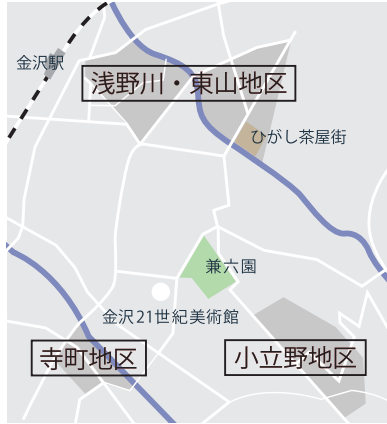 金沢駅
浅野川・東山地区
ひがし茶屋街
兼六園
金沢21世紀美術館
寺町地区
小立野地区